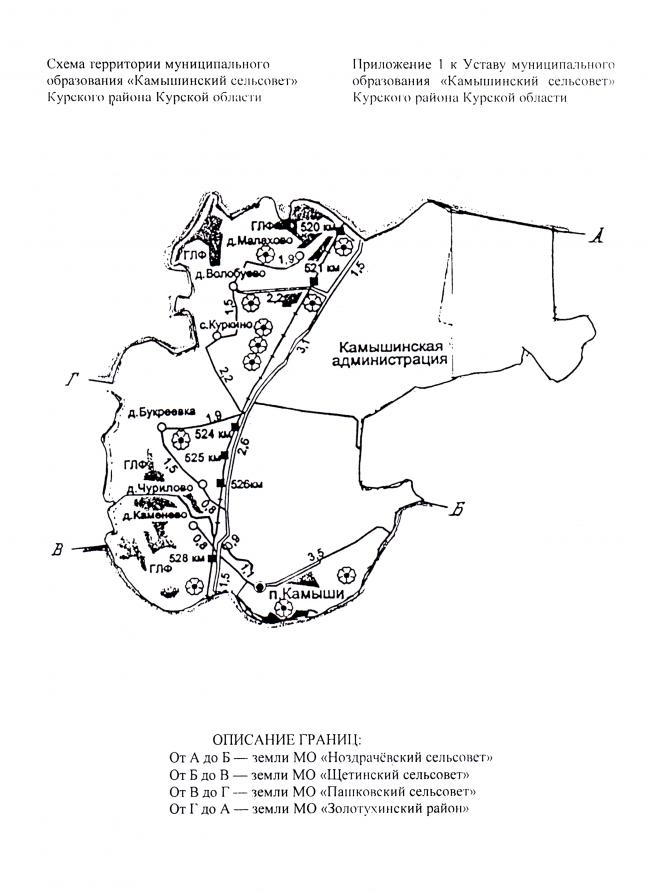 Схема территории муниципального
образования «Камышинский сельсовет»
Курского района Курской области
Приложение 1 к Уставу муниципального
образования «Камышинский сельсовет»
Курского района Курской области
ГЛФ
520 км
А
д.Малахово
ГЛФ
1,9
521 км
1,5
д.Волобуево
2,2
1,5
с.Куркино
3,1
Камышинская
администрация
2,2
Г
д.Букреевка
1,9
524 км
2,6
525 км
ГЛФ
1,5
526км
д.Чурилово
0,8
д.Каменево
Б
0,8
0,9
В
528 км
3,5
ГЛФ
1,1
1,5
п.Камыши
ОПИСАНИЕ ГРАНИЦ:
От А до Б — земли МО «Ноздрачёвский сельсовет»
От Б до В — земли МО «Щетинский сельсовет»
От В до Г — земли МО «Пашковский сельсовет»
От Г до А — земли МО «Золотухинский район»